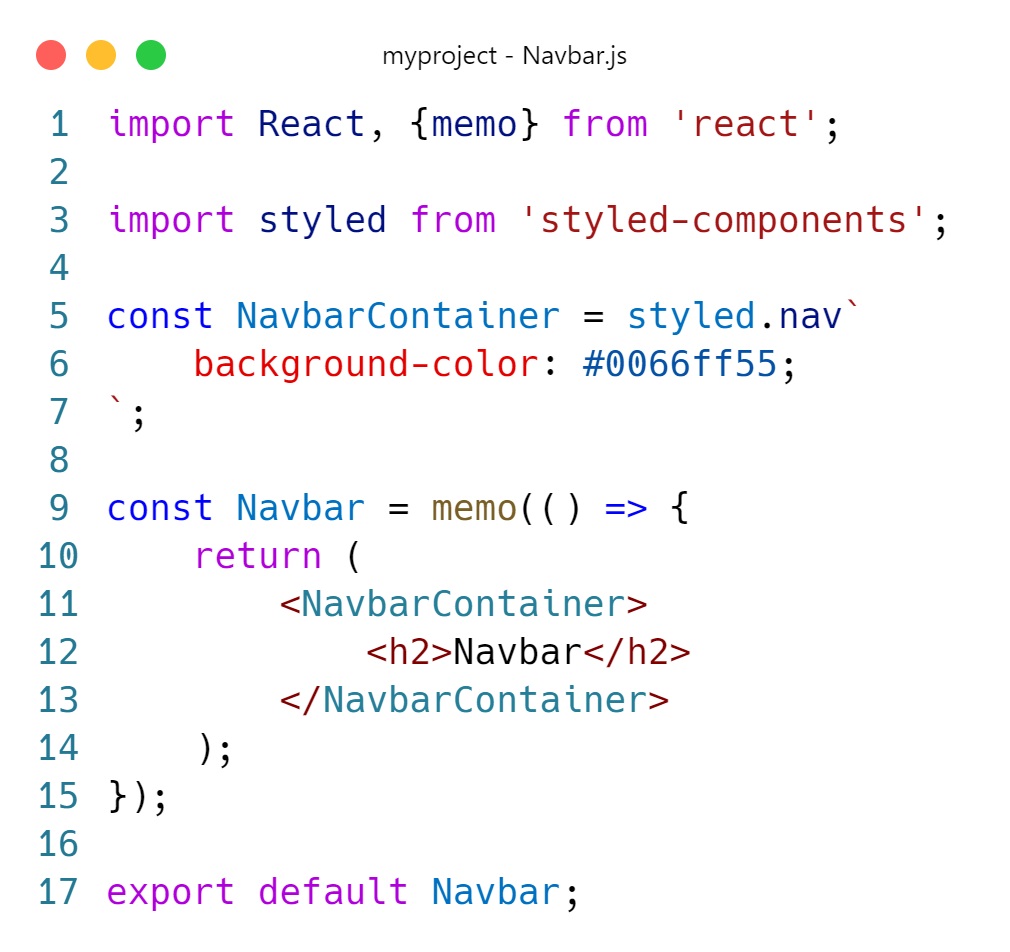 myproject - Navbar.js
1 import React, {memo} from 'react';
2
3 import styled from 'styled-components';
4
5 const NavbarContainer = styled.nav`
6     background-color: #0066ff55;
7 `;
8
9 const Navbar = memo(() => {
10     return (
11         <NavbarContainer>
12             <h2>Navbar</h2>
13         </NavbarContainer>
14     );
15 });
16
17 export default Navbar;